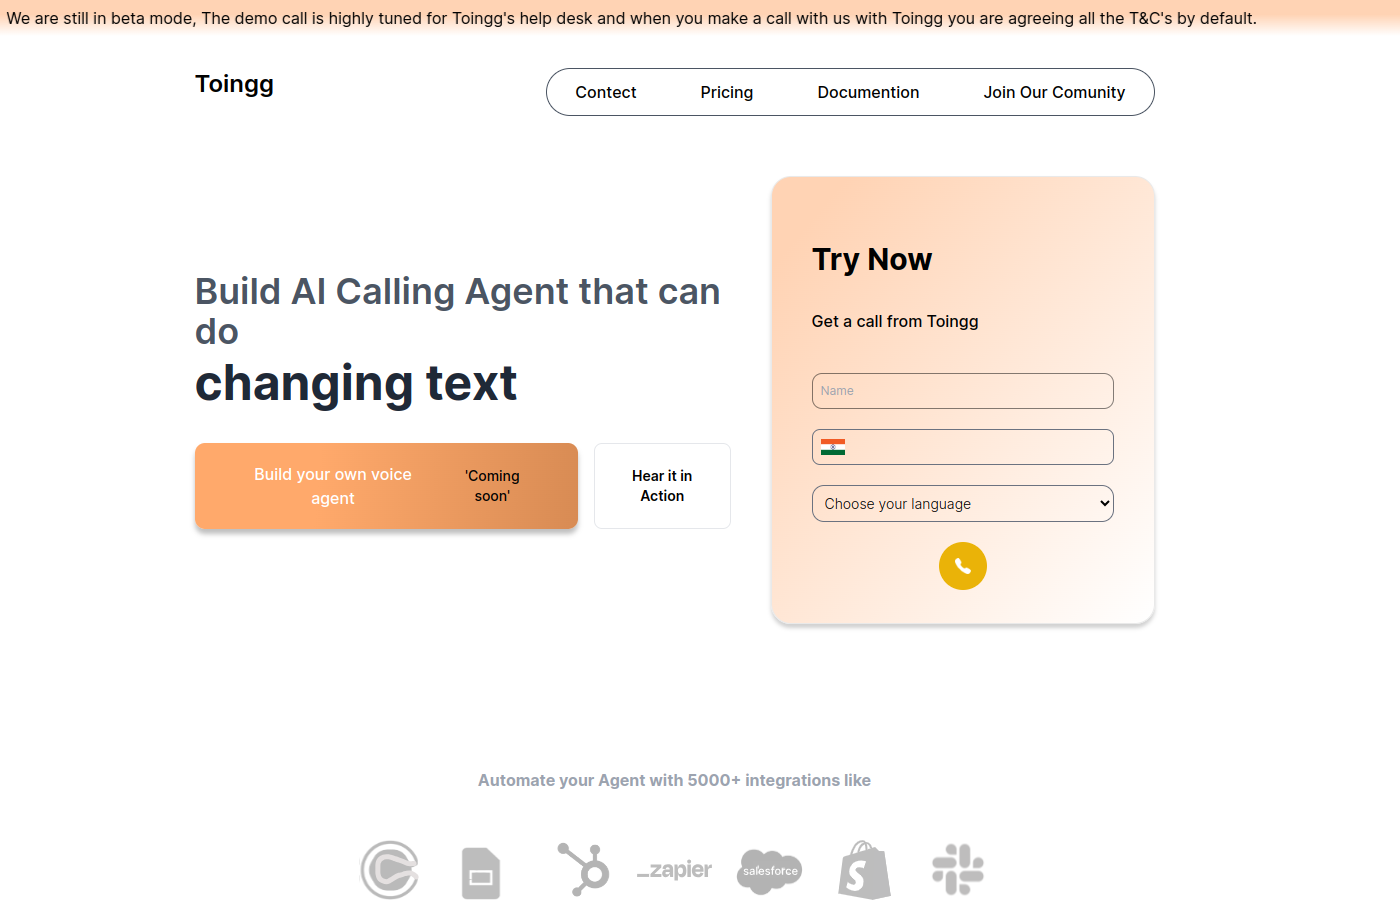 We are still in beta mode, The demo call is highly tuned for Toingg's help desk and when you make a call with us with Toingg you are agreeing all the T&C's by default.
Toingg
Contect
Pricing
Documention
Join Our Comunity
Build AI Calling Agent that can
do
changing text
Build your own voice
agent
'Coming
soon'
Hear it in
Action
Try Now
Get a call from Toingg
Name
Choose your language
Automate your Agent with 5000+ integrations like
_zapier
salesforce